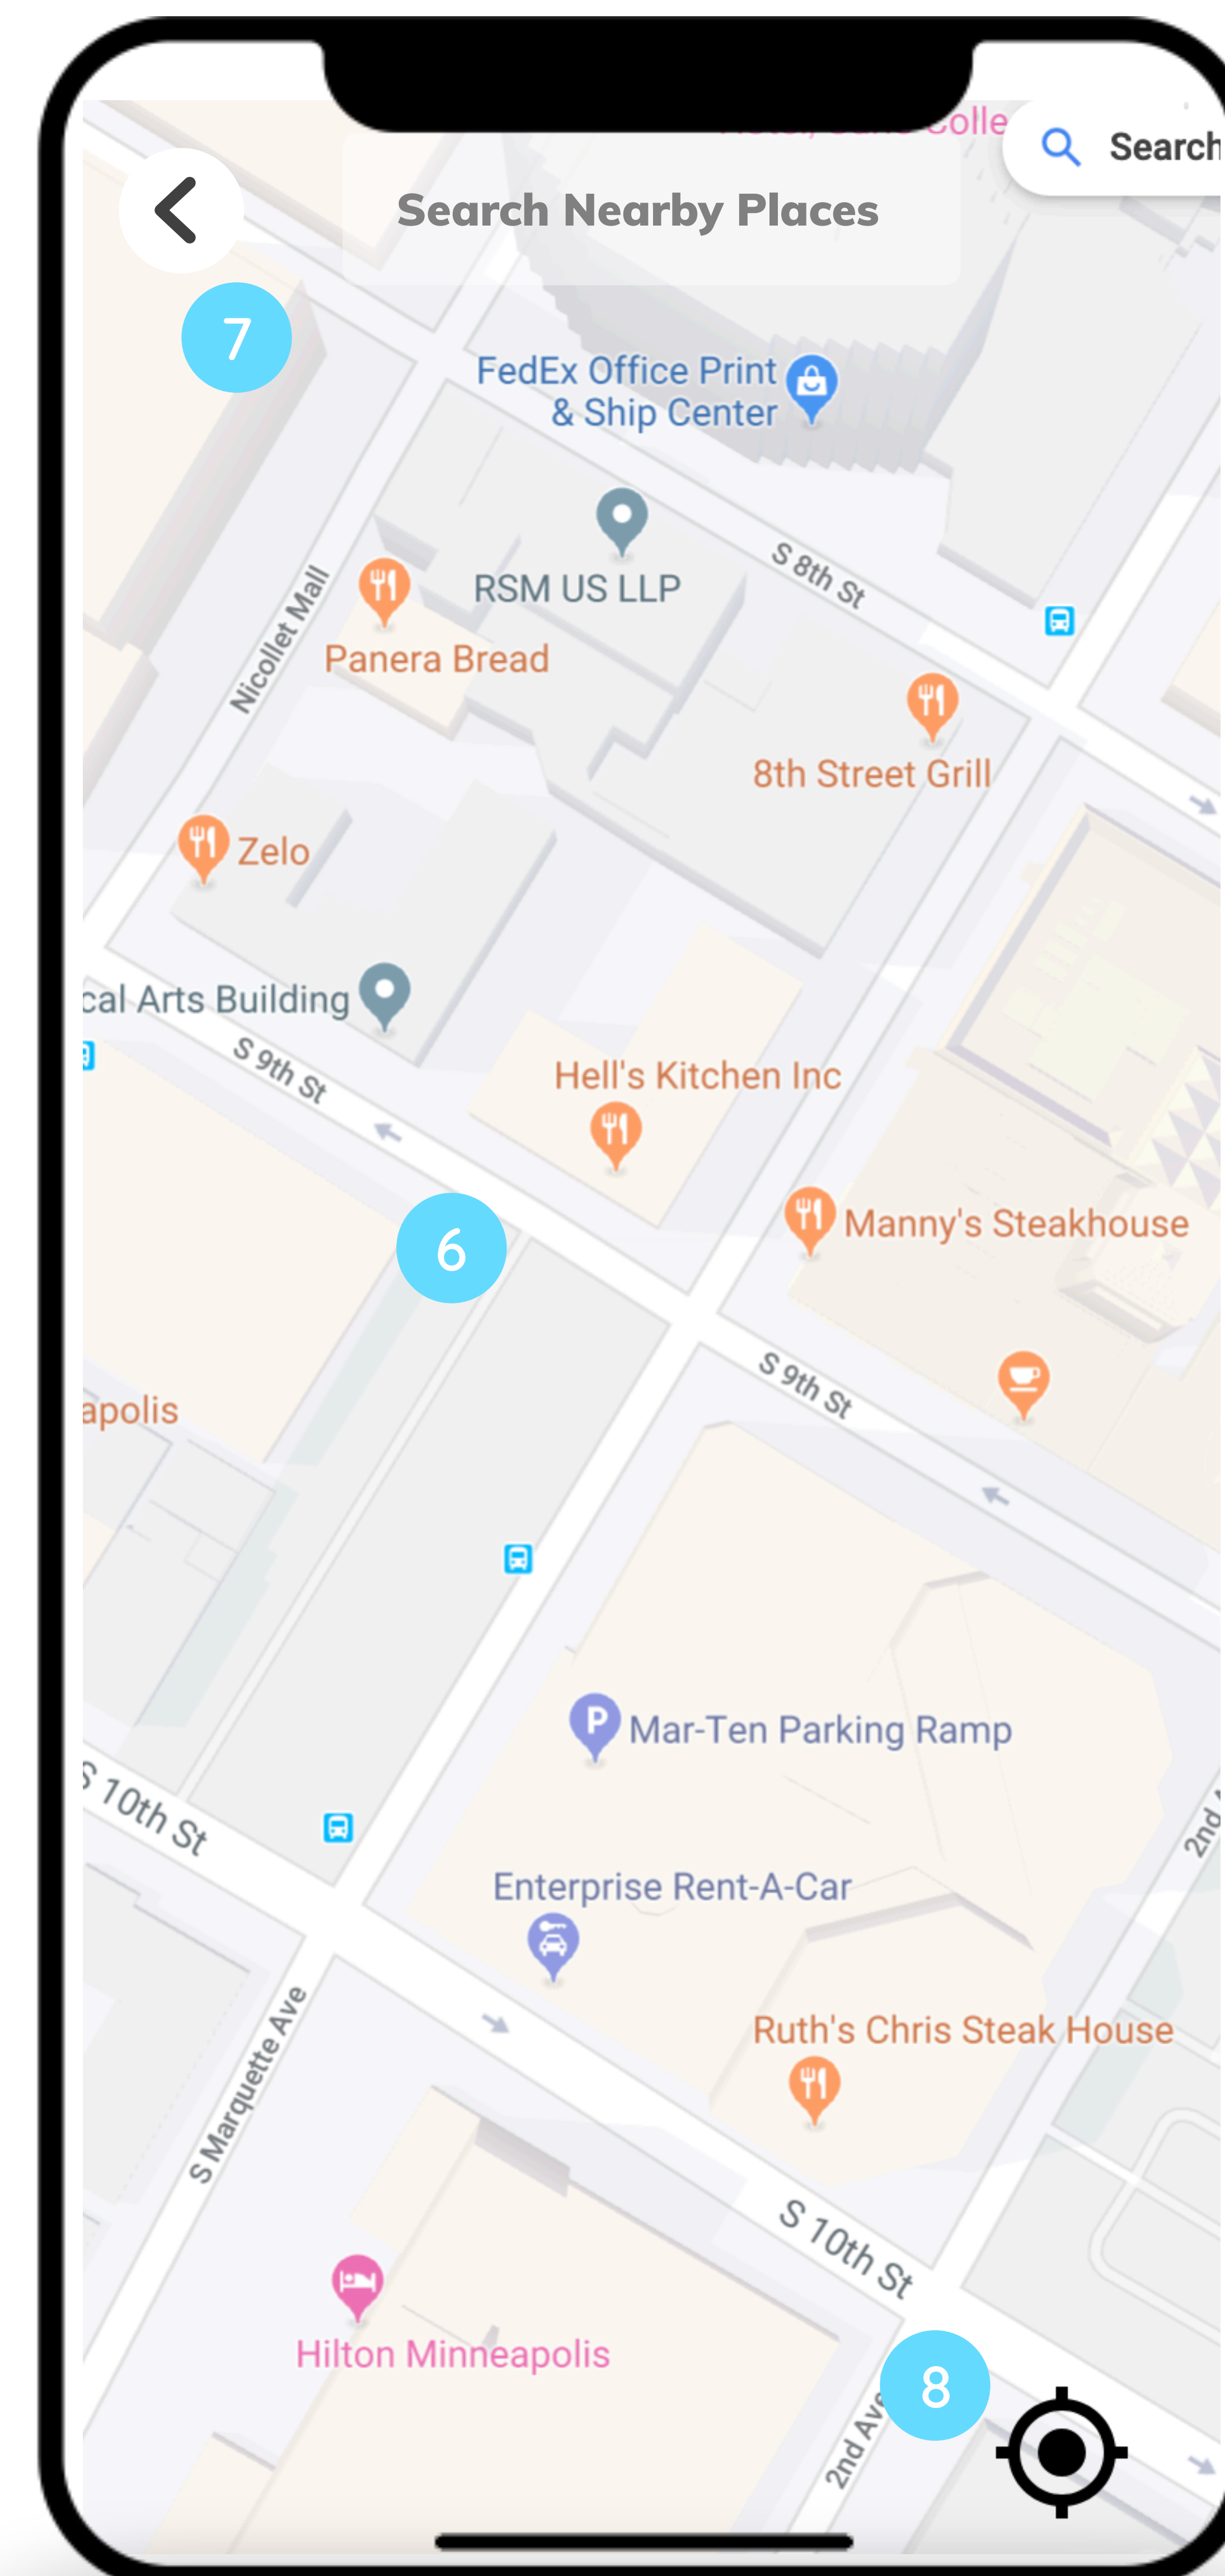 Colle
Search
Search Nearby Places
7
FedEx Office Print
& Ship Center
RSM US LLP
S 8th St
Nicollet Mall
Panera Bread
8th Street Grill
Zelo
cal Arts Building
S 9th St
Hell's Kitchen Inc
6
Manny's Steakhouse
S 9th St
apolis
P
Mar-Ten Parking Ramp
S 10th St
2nd
Enterprise Rent-A-Car
S Marquette Ave
Ruth's Chris Steak House
S 10th St
Hilton Minneapolis
8
2nd Ave